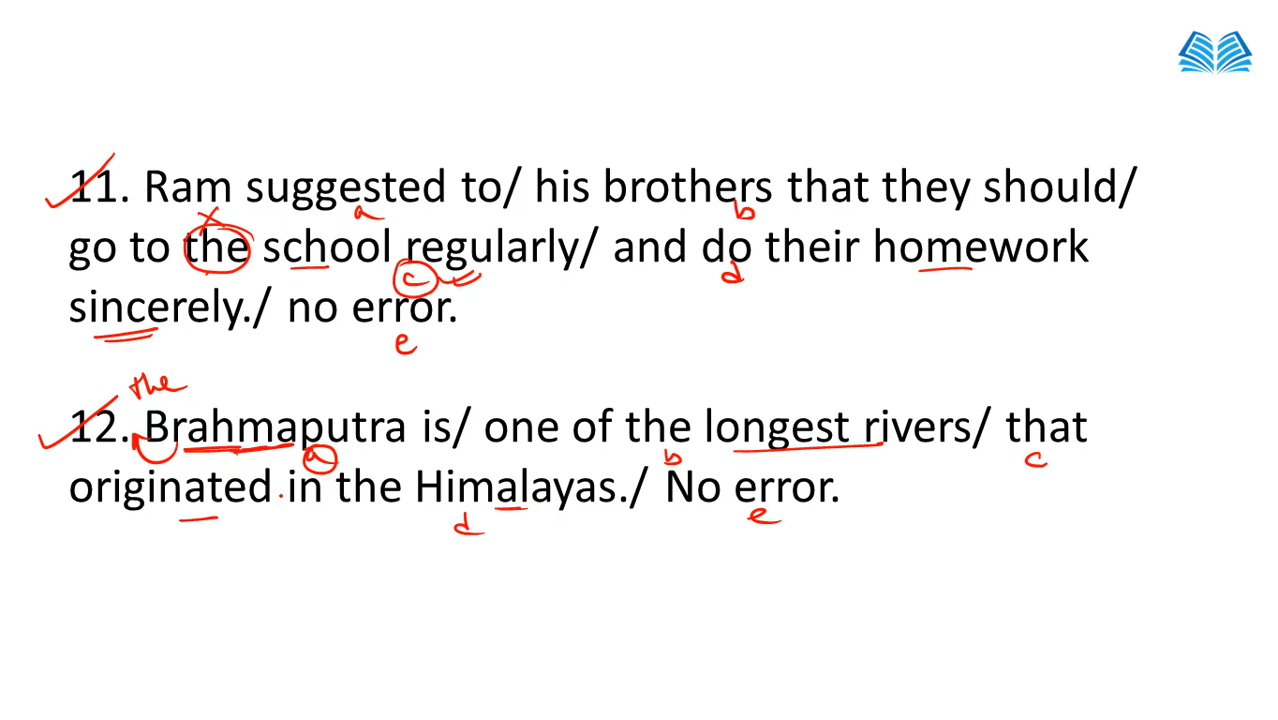 11. Ram suggested to/ his brothers that they should/
a b
go to the school regularly/ and do their homework
c d
sincerely./ no error.
e
the
12. Brahmaputra is/ one of the longest rivers/ that
a b c
originated in the Himalayas./ No error.
d e